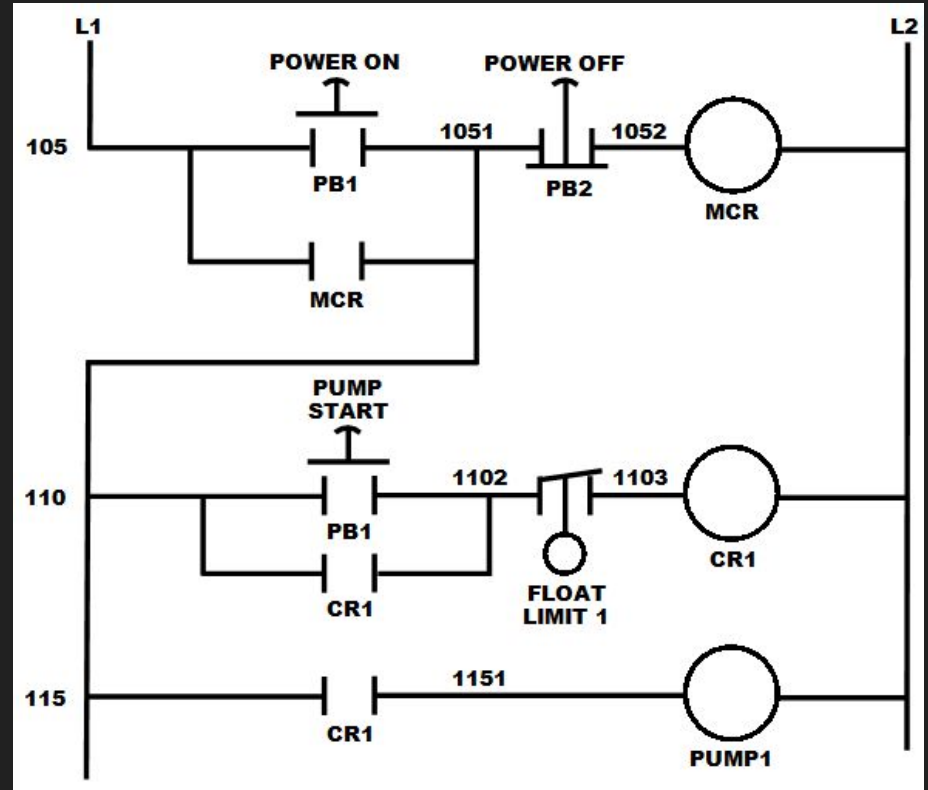 L1
L2
POWER ON
POWER OFF
105
1051
1052
PB1
PB2
MCR
MCR
PUMP
START
110
1102
1103
PB1
CR1
CR1
FLOAT
LIMIT 1
115
1151
CR1
PUMP1